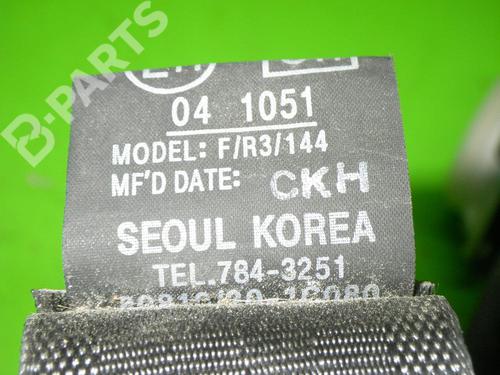 B-PARTS
04 1051
MODEL: F/R3/144
MF'D DATE: CKH
SEOUL KOREA
TEL.784-3251